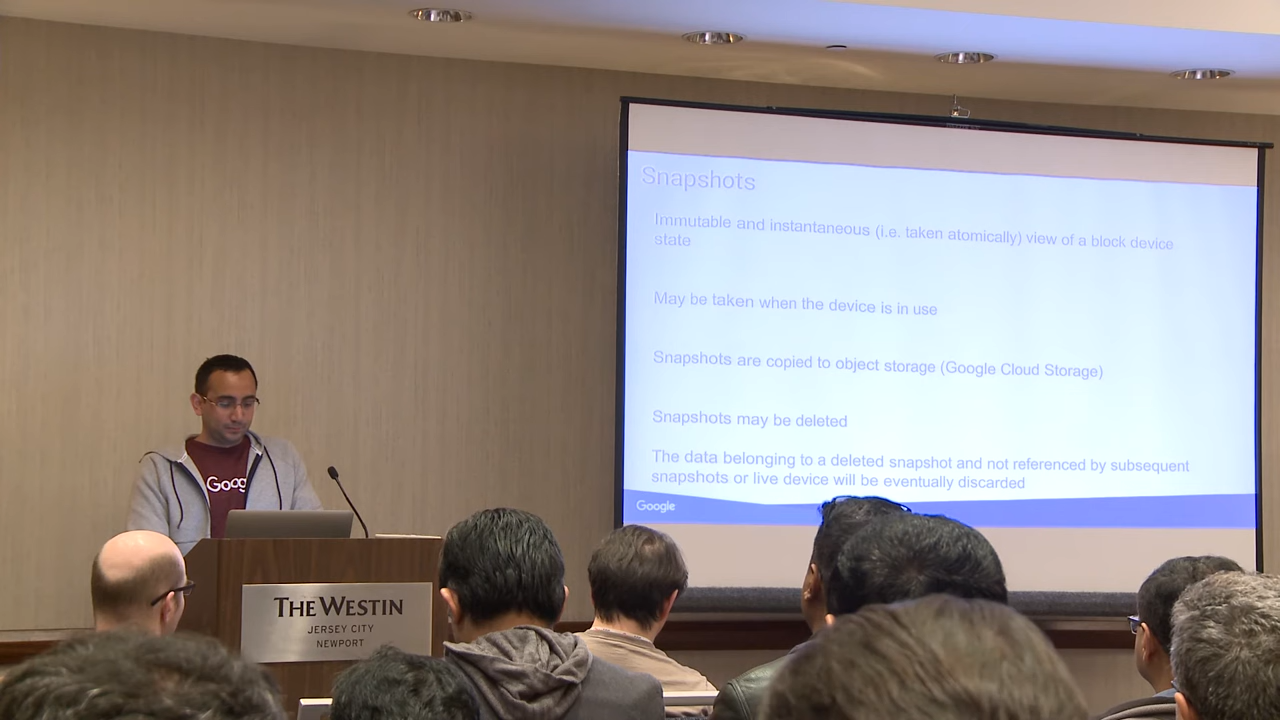 Snapshots
Immutable and instantaneous (i.e. taken atomically) view of a block device
state
May be taken when the device is in use
Snapshots are copied to object storage (Google Cloud Storage)
Snapshots may be deleted
The data belonging to a deleted snapshot and not referenced by subsequent
snapshots or live device will be eventually discarded
Google
Goog
THE WESTIN
JERSEY CITY
NEWPORT